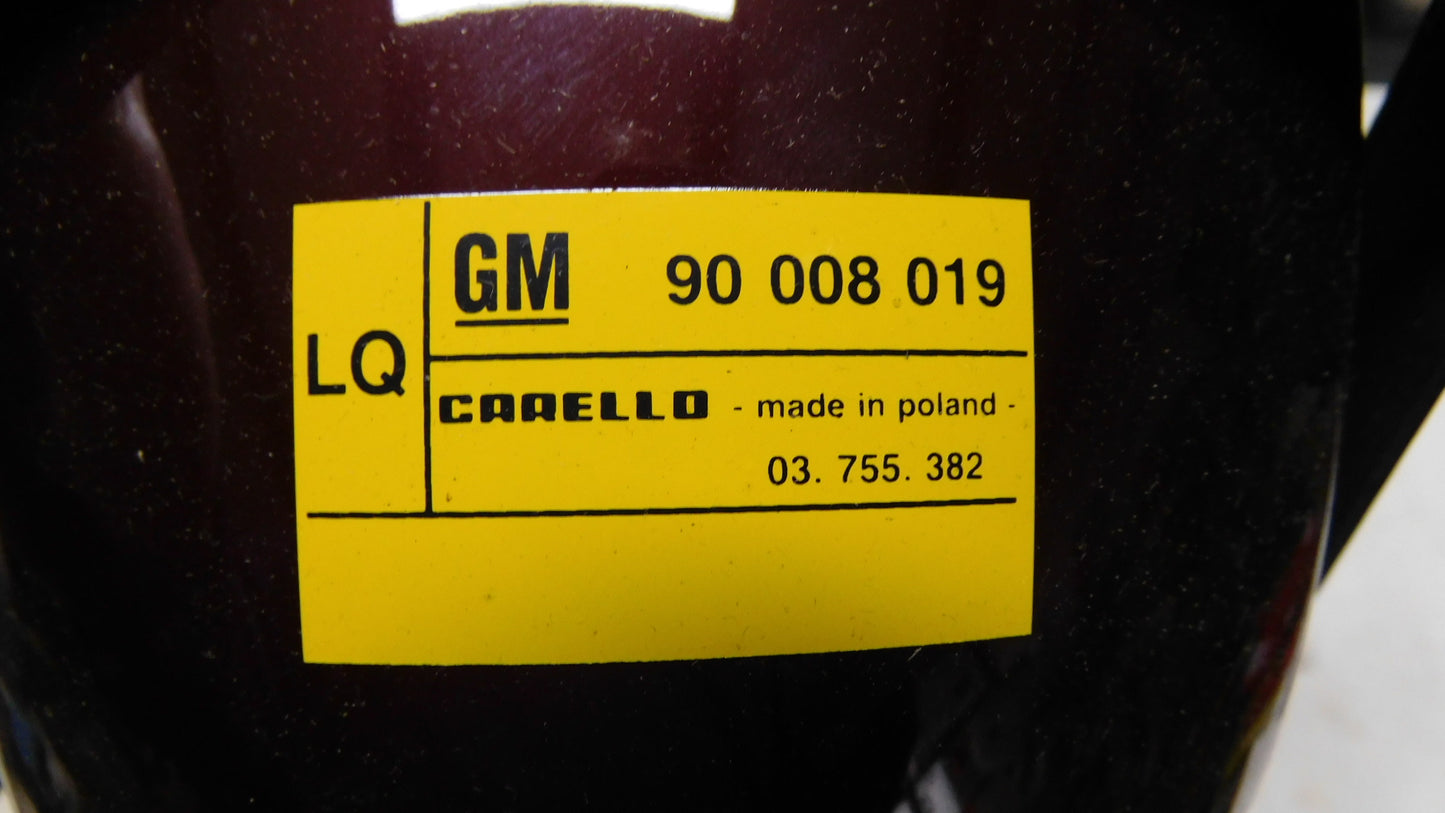 LQ
GM 90 008 019
CARELLO - made in poland -
03. 755. 382